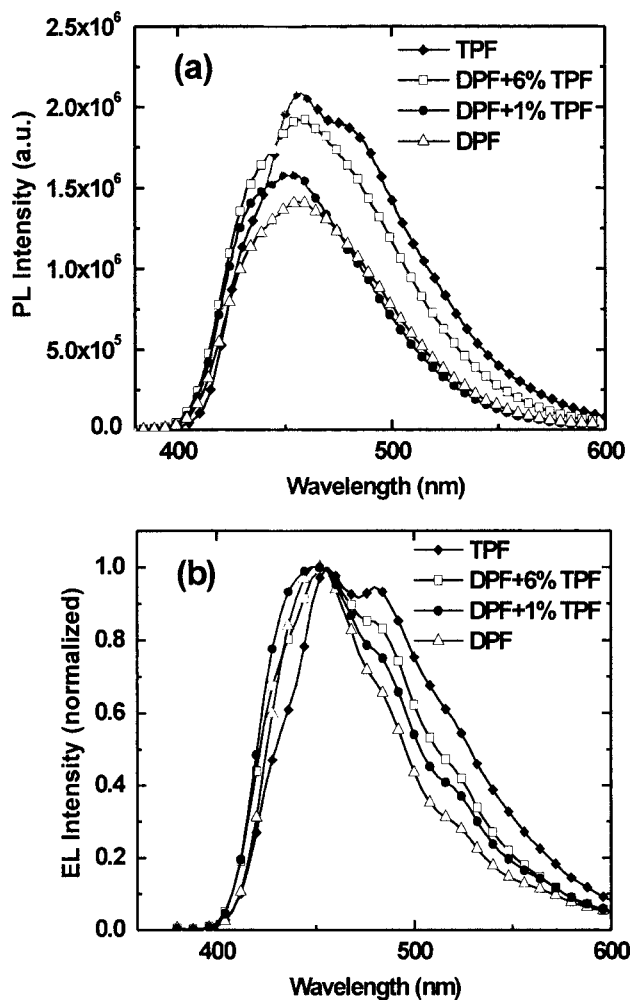 2.5x10⁶
(a)
TPF
DPF+6% TPF
DPF+1% TPF
DPF
2.0x10⁶
1.5x10⁶
1.0x10⁶
5.0x10⁵
0.0
PL Intensity (a.u.)
400
500
600
Wavelength (nm)
(b)
TPF
DPF+6% TPF
DPF+1% TPF
DPF
1.0
0.8
0.6
0.4
0.2
0.0
EL Intensity (normalized)
400
500
600
Wavelength (nm)